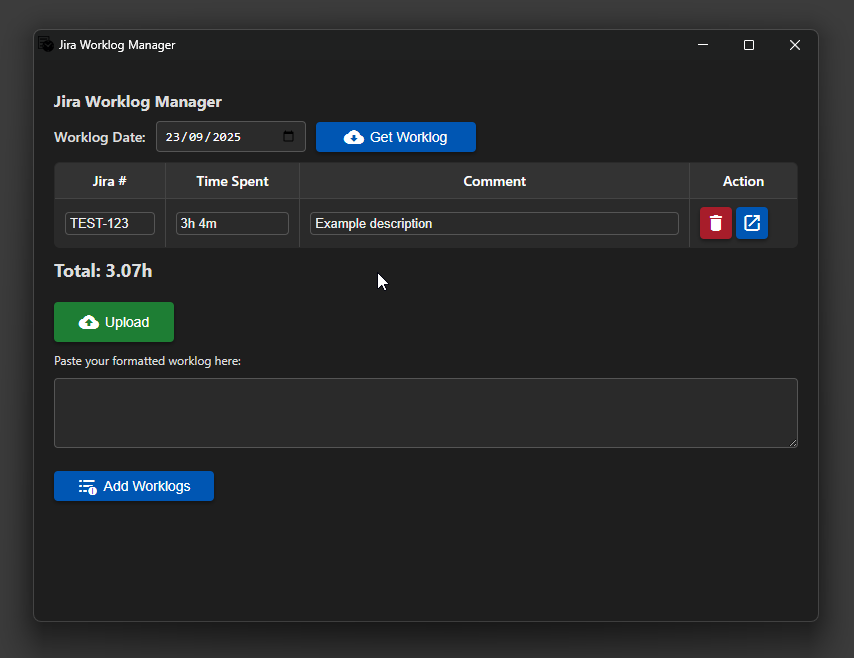 Jira Worklog Manager
Jira Worklog Manager
Worklog Date: 23/09/2025 Get Worklog
Jira # Time Spent Comment Action
TEST-123 3h 4m Example description
Total: 3.07h
Upload
Paste your formatted worklog here:
Add Worklogs